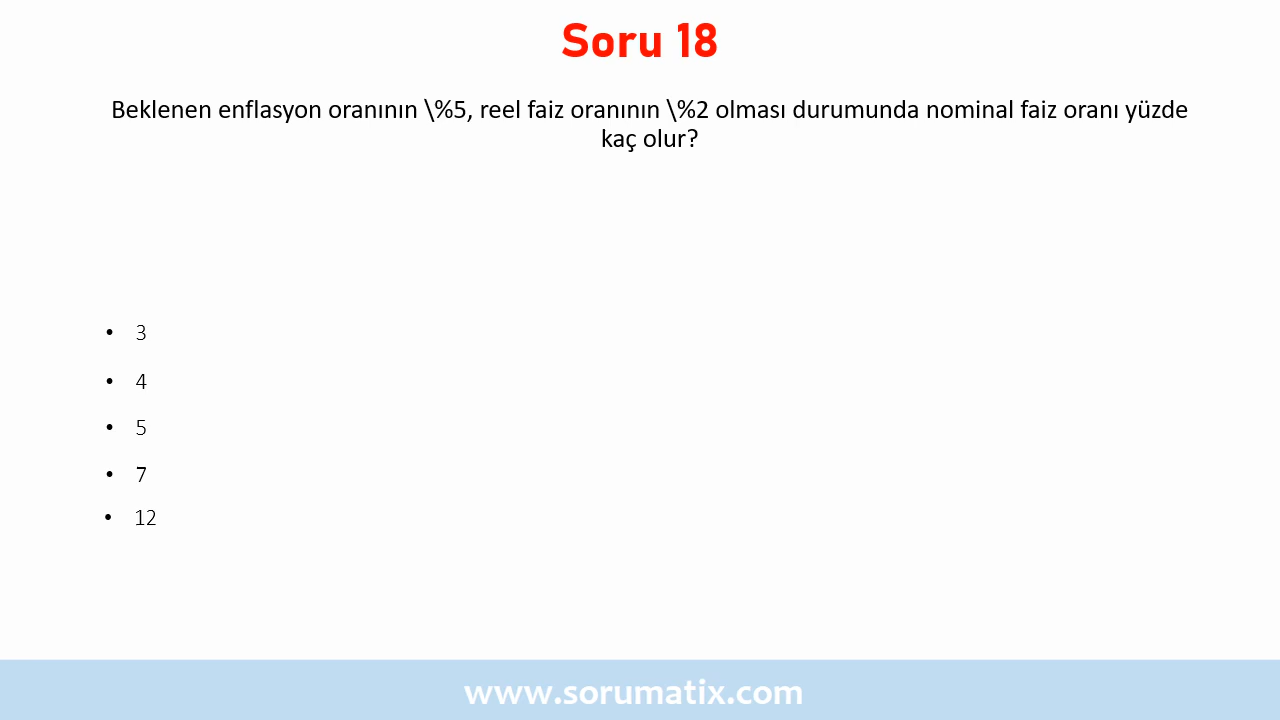 Soru 18
Beklenen enflasyon oranının \%5, reel faiz oranının \%2 olması durumunda nominal faiz oranı yüzde
kaç olur?
• 3
• 4
• 5
• 7
• 12
www.sorumatix.com